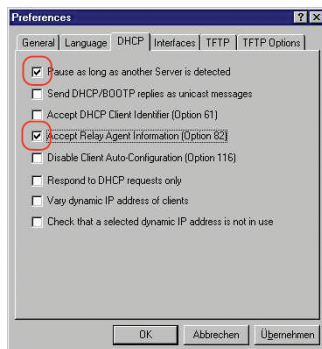 Preferences
General Language DHCP Interfaces TFTP TFTP Options
Pause as long as another Server is detected
Send DHCP/BOOTP replies as unicast messages
Accept DHCP Client Identifier (Option 61)
Accept Relay Agent Information (Option 82)
Disable Client Auto-Configuration (Option 116)
Respond to DHCP requests only
Vary dynamic IP address of clients
Check that a selected dynamic IP address is not in use
OK Abbrechen Übernehmen